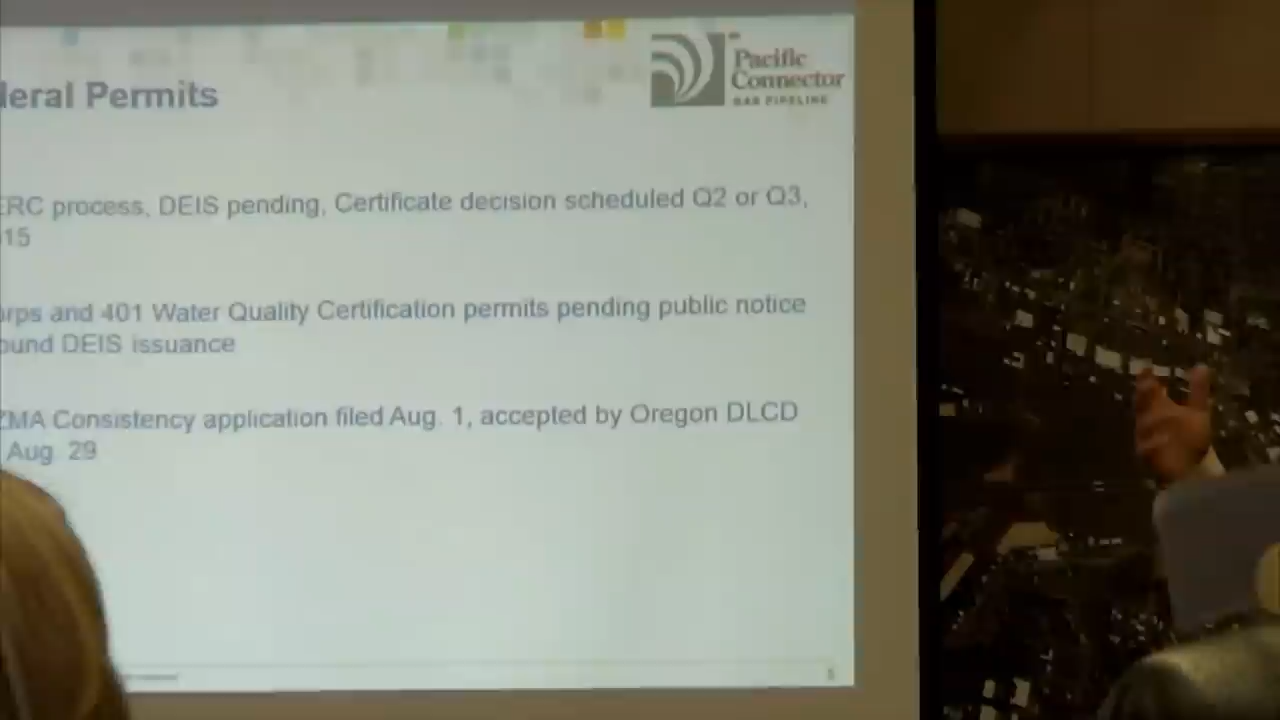 leral Permits
Pacific
Connector
GAS PIPELINE
ERC process, DEIS pending, Certificate decision scheduled Q2 or Q3,
15
orps and 401 Water Quality Certification permits pending public notice
ound DEIS issuance
ZMA Consistency application filed Aug. 1, accepted by Oregon DLCD
Aug. 29